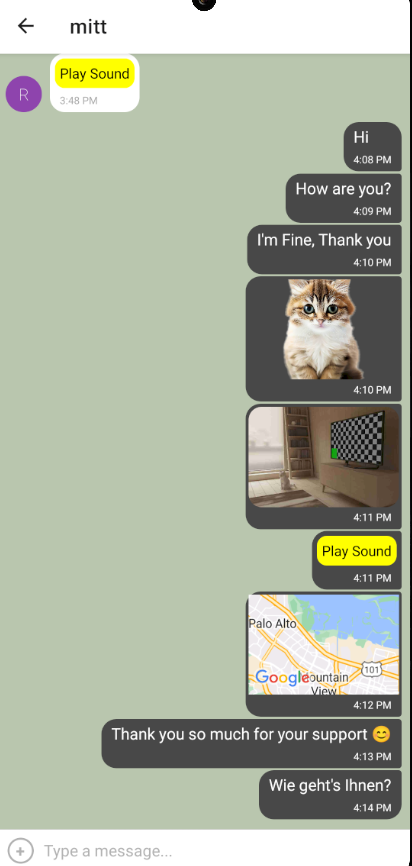 mitt
Play Sound
3:48 PM
R
Hi
4:08 PM
How are you?
4:09 PM
I'm Fine, Thank you
4:10 PM
4:10 PM
4:11 PM
Play Sound
4:11 PM
Palo Alto
101
Google
ountain
View
4:12 PM
Thank you so much for your support 😊
4:13 PM
Wie geht's Ihnen?
4:14 PM
Type a message...